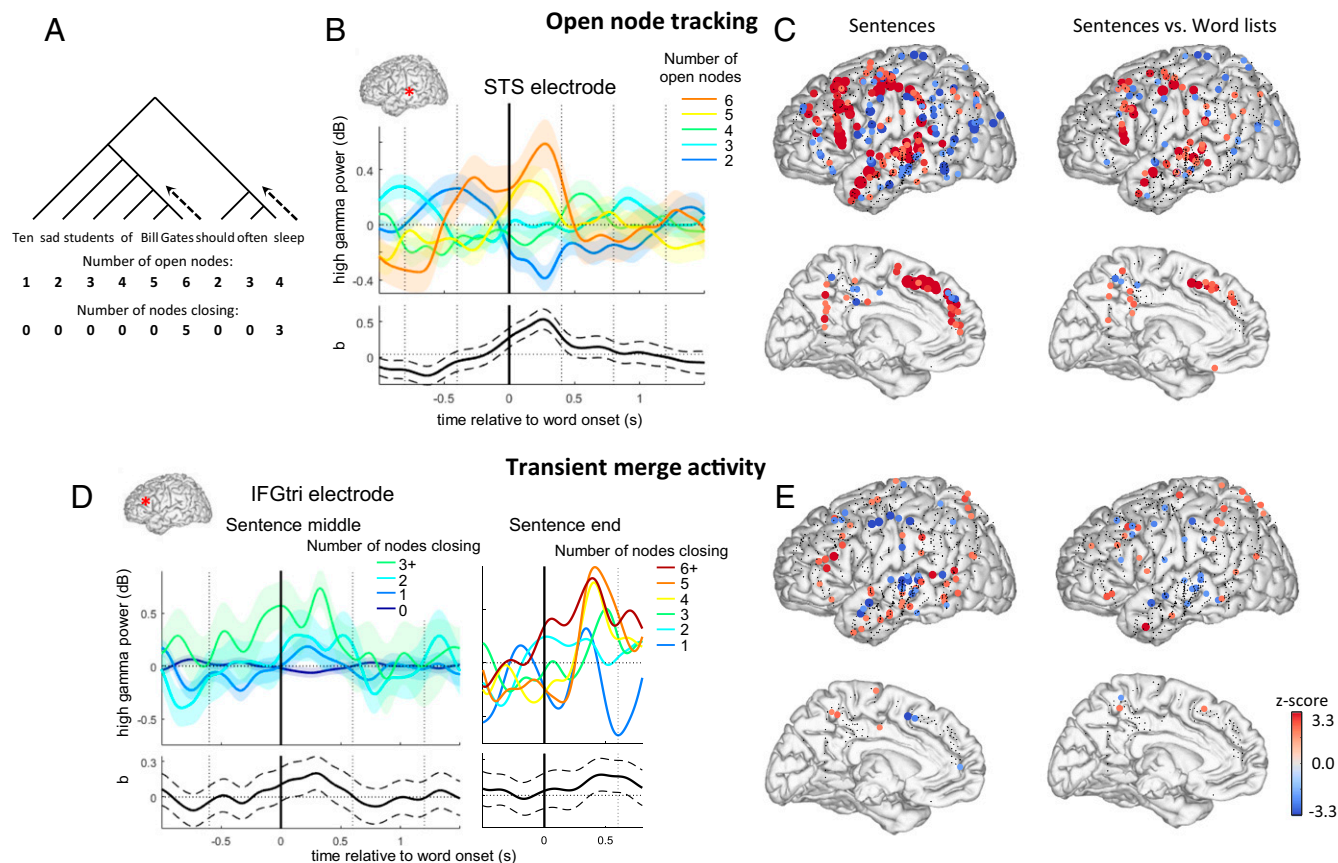 Open node tracking
A
Ten sad students of Bill Gates should often sleep
Number of open nodes:
1 2 3 4 5 6 2 3 4
Number of nodes closing:
0 0 0 0 0 5 0 0 3
B
STS electrode
Number of
open nodes
6
5
4
3
2
high gamma power (dB)
0.4
0
-0.4
b
0.5
0
-0.5 0 0.5 1
time relative to word onset (s)
C
Sentences
Sentences vs. Word lists
Transient merge activity
D
IFGtri electrode
Sentence middle
Number of nodes closing
3+
2
1
0
high gamma power (dB)
0.5
0
-0.5
b
0.3
0
-0.5 0 0.5 1
Sentence end
Number of nodes closing
6+
5
4
3
2
1
0 0.5
time relative to word onset (s)
E
z-score
3.3
0.0
-3.3